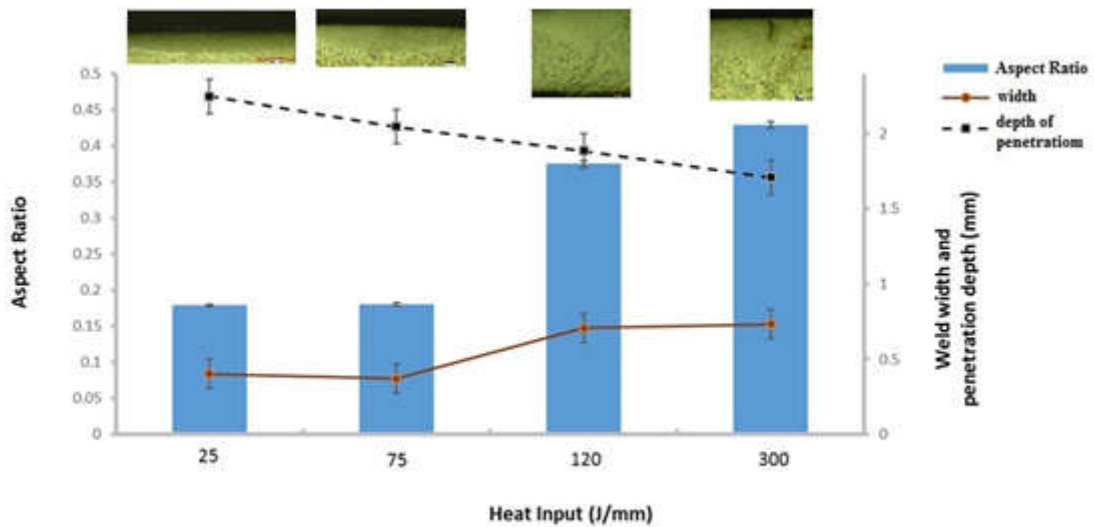 0.5
0.45
0.4
0.35
0.3
0.25
0.2
0.15
0.1
0.05
0
Aspect Ratio
25 75 120 300
Heat Input (J/mm)
2
1.5
1
0.5
0
Weld width and
penetration depth (mm)
Aspect Ratio
width
depth of
penetratiom